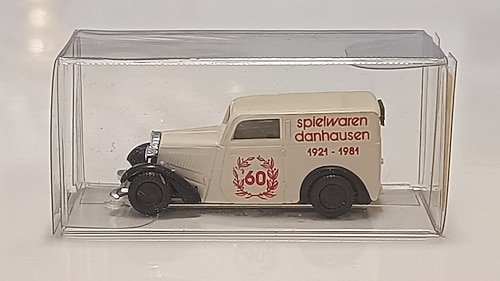 spielwaren
danhausen
1921 - 1981
60